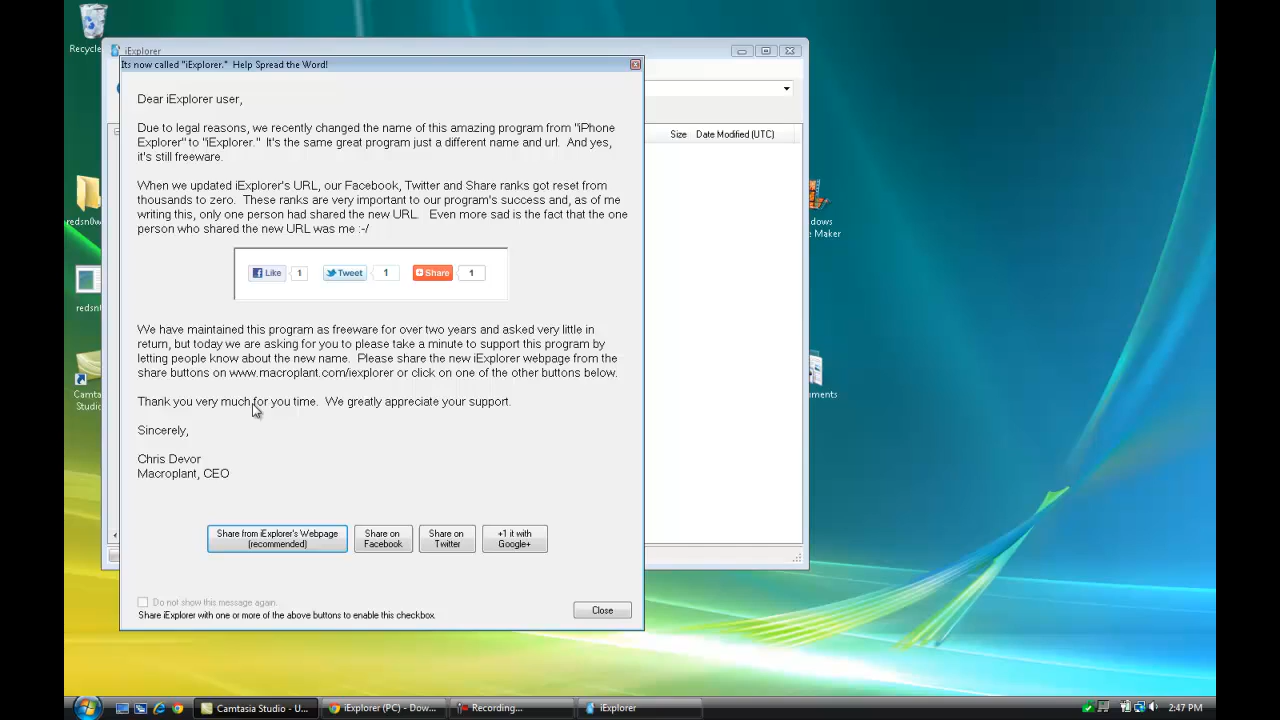 Recycle
iExplorer
Its now called "iExplorer." Help Spread the Word!
Dear iExplorer user,
Due to legal reasons, we recently changed the name of this amazing program from "iPhone
Explorer" to "iExplorer." It's the same great program just a different name and url. And yes,
it's still freeware.
When we updated iExplorer's URL, our Facebook, Twitter and Share ranks got reset from
thousands to zero. These ranks are very important to our program's success and, as of me
writing this, only one person had shared the new URL. Even more sad is the fact that the one
person who shared the new URL was me :-/
Like 1 Tweet 1 Share 1
We have maintained this program as freeware for over two years and asked very little in
return, but today we are asking for you to please take a minute to support this program by
letting people know about the new name. Please share the new iExplorer webpage from the
share buttons on www.macroplant.com/iexplorer or click on one of the other buttons below.
Thank you very much for you time. We greatly appreciate your support.
Sincerely,
Chris Devor
Macroplant, CEO
Share from iExplorer's Webpage
(recommended)
Share on
Facebook
Share on
Twitter
+1 it with
Google+
Do not show this message again.
Share iExplorer with one or more of the above buttons to enable this checkbox.
Close
Size Date Modified (UTC)
redsn0w
redsn
Camta
Studio
ndows
e Maker
uments
Camtasia Studio - U...
iExplorer (PC) - Dow...
Recording...
iExplorer
2:47 PM